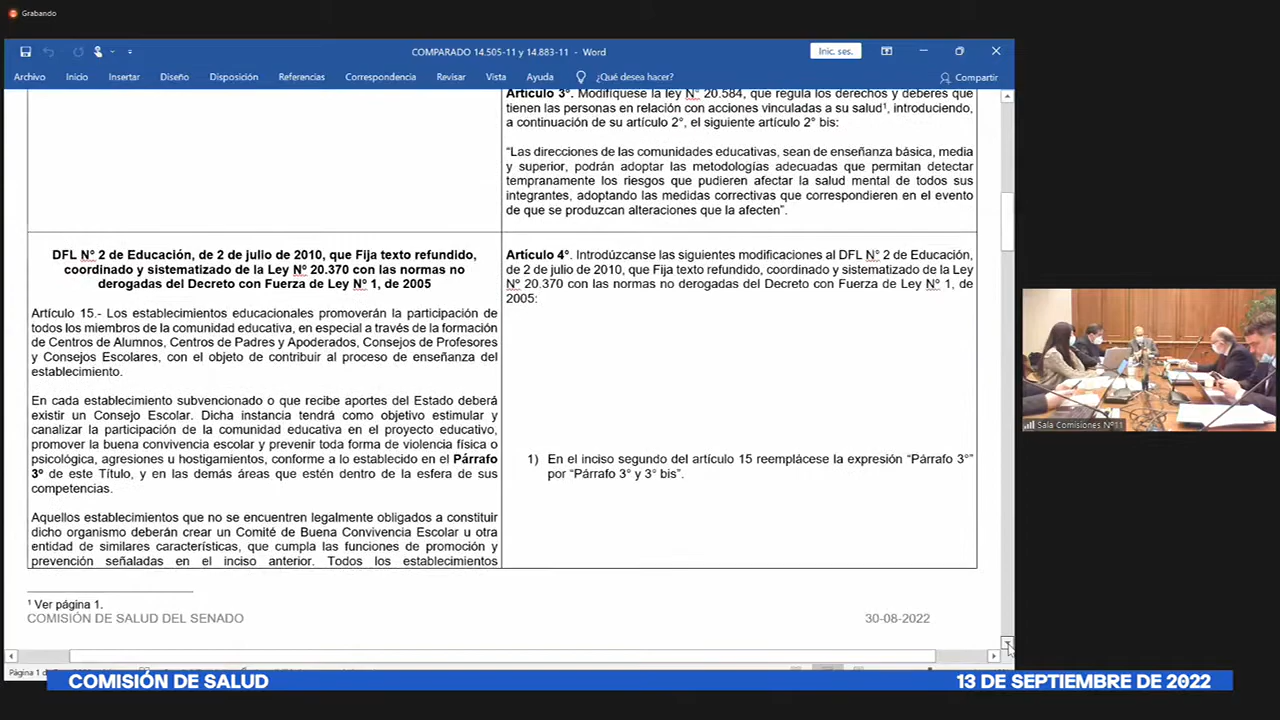 Grabando
COMPARADO 14.505-11 y 14.883-11 - Word
Inic. ses.
Archivo Inicio Insertar Diseño Disposición Referencias Correspondencia Revisar Vista Ayuda ¿Qué desea hacer? Compartir
Artículo 3°. Modifíquese la ley N° 20.584, que regula los derechos y deberes que
tienen las personas en relación con acciones vinculadas a su salud¹, introduciendo,
a continuación de su artículo 2°, el siguiente artículo 2° bis:
“Las direcciones de las comunidades educativas, sean de enseñanza básica, media
y superior, podrán adoptar las metodologías adecuadas que permitan detectar
tempranamente los riesgos que pudieren afectar la salud mental de todos sus
integrantes, adoptando las medidas correctivas que correspondieren en el evento
de que se produzcan alteraciones que la afecten”.
DFL N° 2 de Educación, de 2 de julio de 2010, que Fija texto refundido,
coordinado y sistematizado de la Ley Nº 20.370 con las normas no
derogadas del Decreto con Fuerza de Ley Nº 1, de 2005
Artículo 15.- Los establecimientos educacionales promoverán la participación de
todos los miembros de la comunidad educativa, en especial a través de la formación
de Centros de Alumnos, Centros de Padres y Apoderados, Consejos de Profesores
y Consejos Escolares, con el objeto de contribuir al proceso de enseñanza del
establecimiento.
En cada establecimiento subvencionado o que recibe aportes del Estado deberá
existir un Consejo Escolar. Dicha instancia tendrá como objetivo estimular y
canalizar la participación de la comunidad educativa en el proyecto educativo,
promover la buena convivencia escolar y prevenir toda forma de violencia física o
psicológica, agresiones u hostigamientos, conforme a lo establecido en el Párrafo
3º de este Título, y en las demás áreas que estén dentro de la esfera de sus
competencias.
Aquellos establecimientos que no se encuentren legalmente obligados a constituir
dicho organismo deberán crear un Comité de Buena Convivencia Escolar u otra
entidad de similares características, que cumpla las funciones de promoción y
prevención señaladas en el inciso anterior. Todos los establecimientos
Artículo 4°. Introdúzcanse las siguientes modificaciones al DFL N° 2 de Educación,
de 2 de julio de 2010, que Fija texto refundido, coordinado y sistematizado de la Ley
Nº 20.370 con las normas no derogadas del Decreto con Fuerza de Ley Nº 1, de
2005:
1) En el inciso segundo del artículo 15 reemplácese la expresión “Párrafo 3°”
por “Párrafo 3° y 3° bis”.
¹ Ver página 1.
COMISIÓN DE SALUD DEL SENADO 30-08-2022
Página 1
Sala Comisiones Nº11
COMISIÓN DE SALUD
13 DE SEPTIEMBRE DE 2022